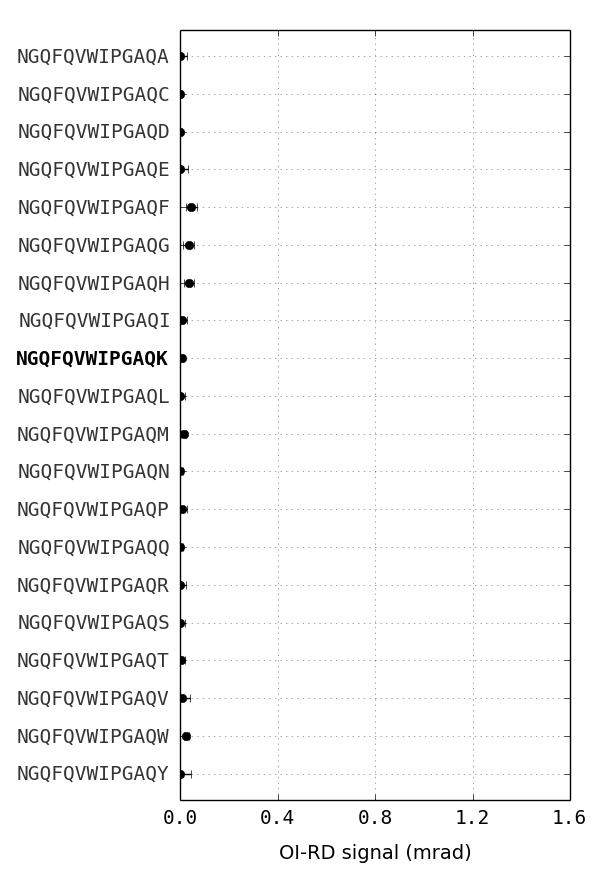 NGQFQVWIPGAQA
NGQFQVWIPGAQC
NGQFQVWIPGAQD
NGQFQVWIPGAQE
NGQFQVWIPGAQF
NGQFQVWIPGAQG
NGQFQVWIPGAQH
NGQFQVWIPGAQI
NGQFQVWIPGAQK
NGQFQVWIPGAQL
NGQFQVWIPGAQM
NGQFQVWIPGAQN
NGQFQVWIPGAQP
NGQFQVWIPGAQQ
NGQFQVWIPGAQR
NGQFQVWIPGAQS
NGQFQVWIPGAQT
NGQFQVWIPGAQV
NGQFQVWIPGAQW
NGQFQVWIPGAQY
0.0 0.4 0.8 1.2 1.6
OI-RD signal (mrad)